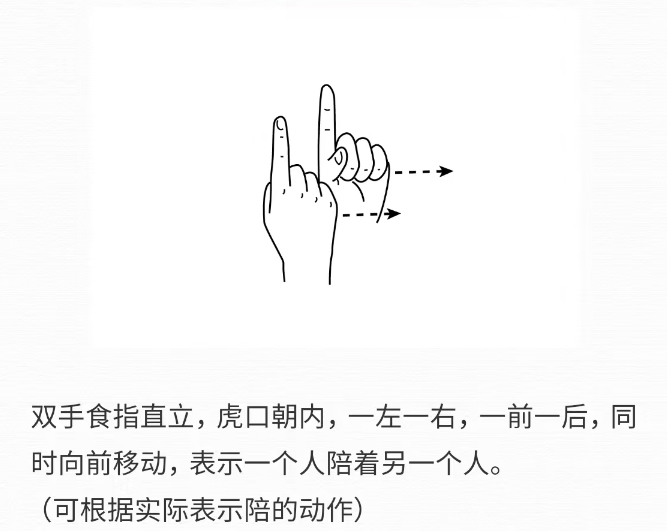 双手食指直立，虎口朝内，一左一右，一前一后，同
时向前移动，表示一个人陪着另一个人。
（可根据实际表示陪的动作）